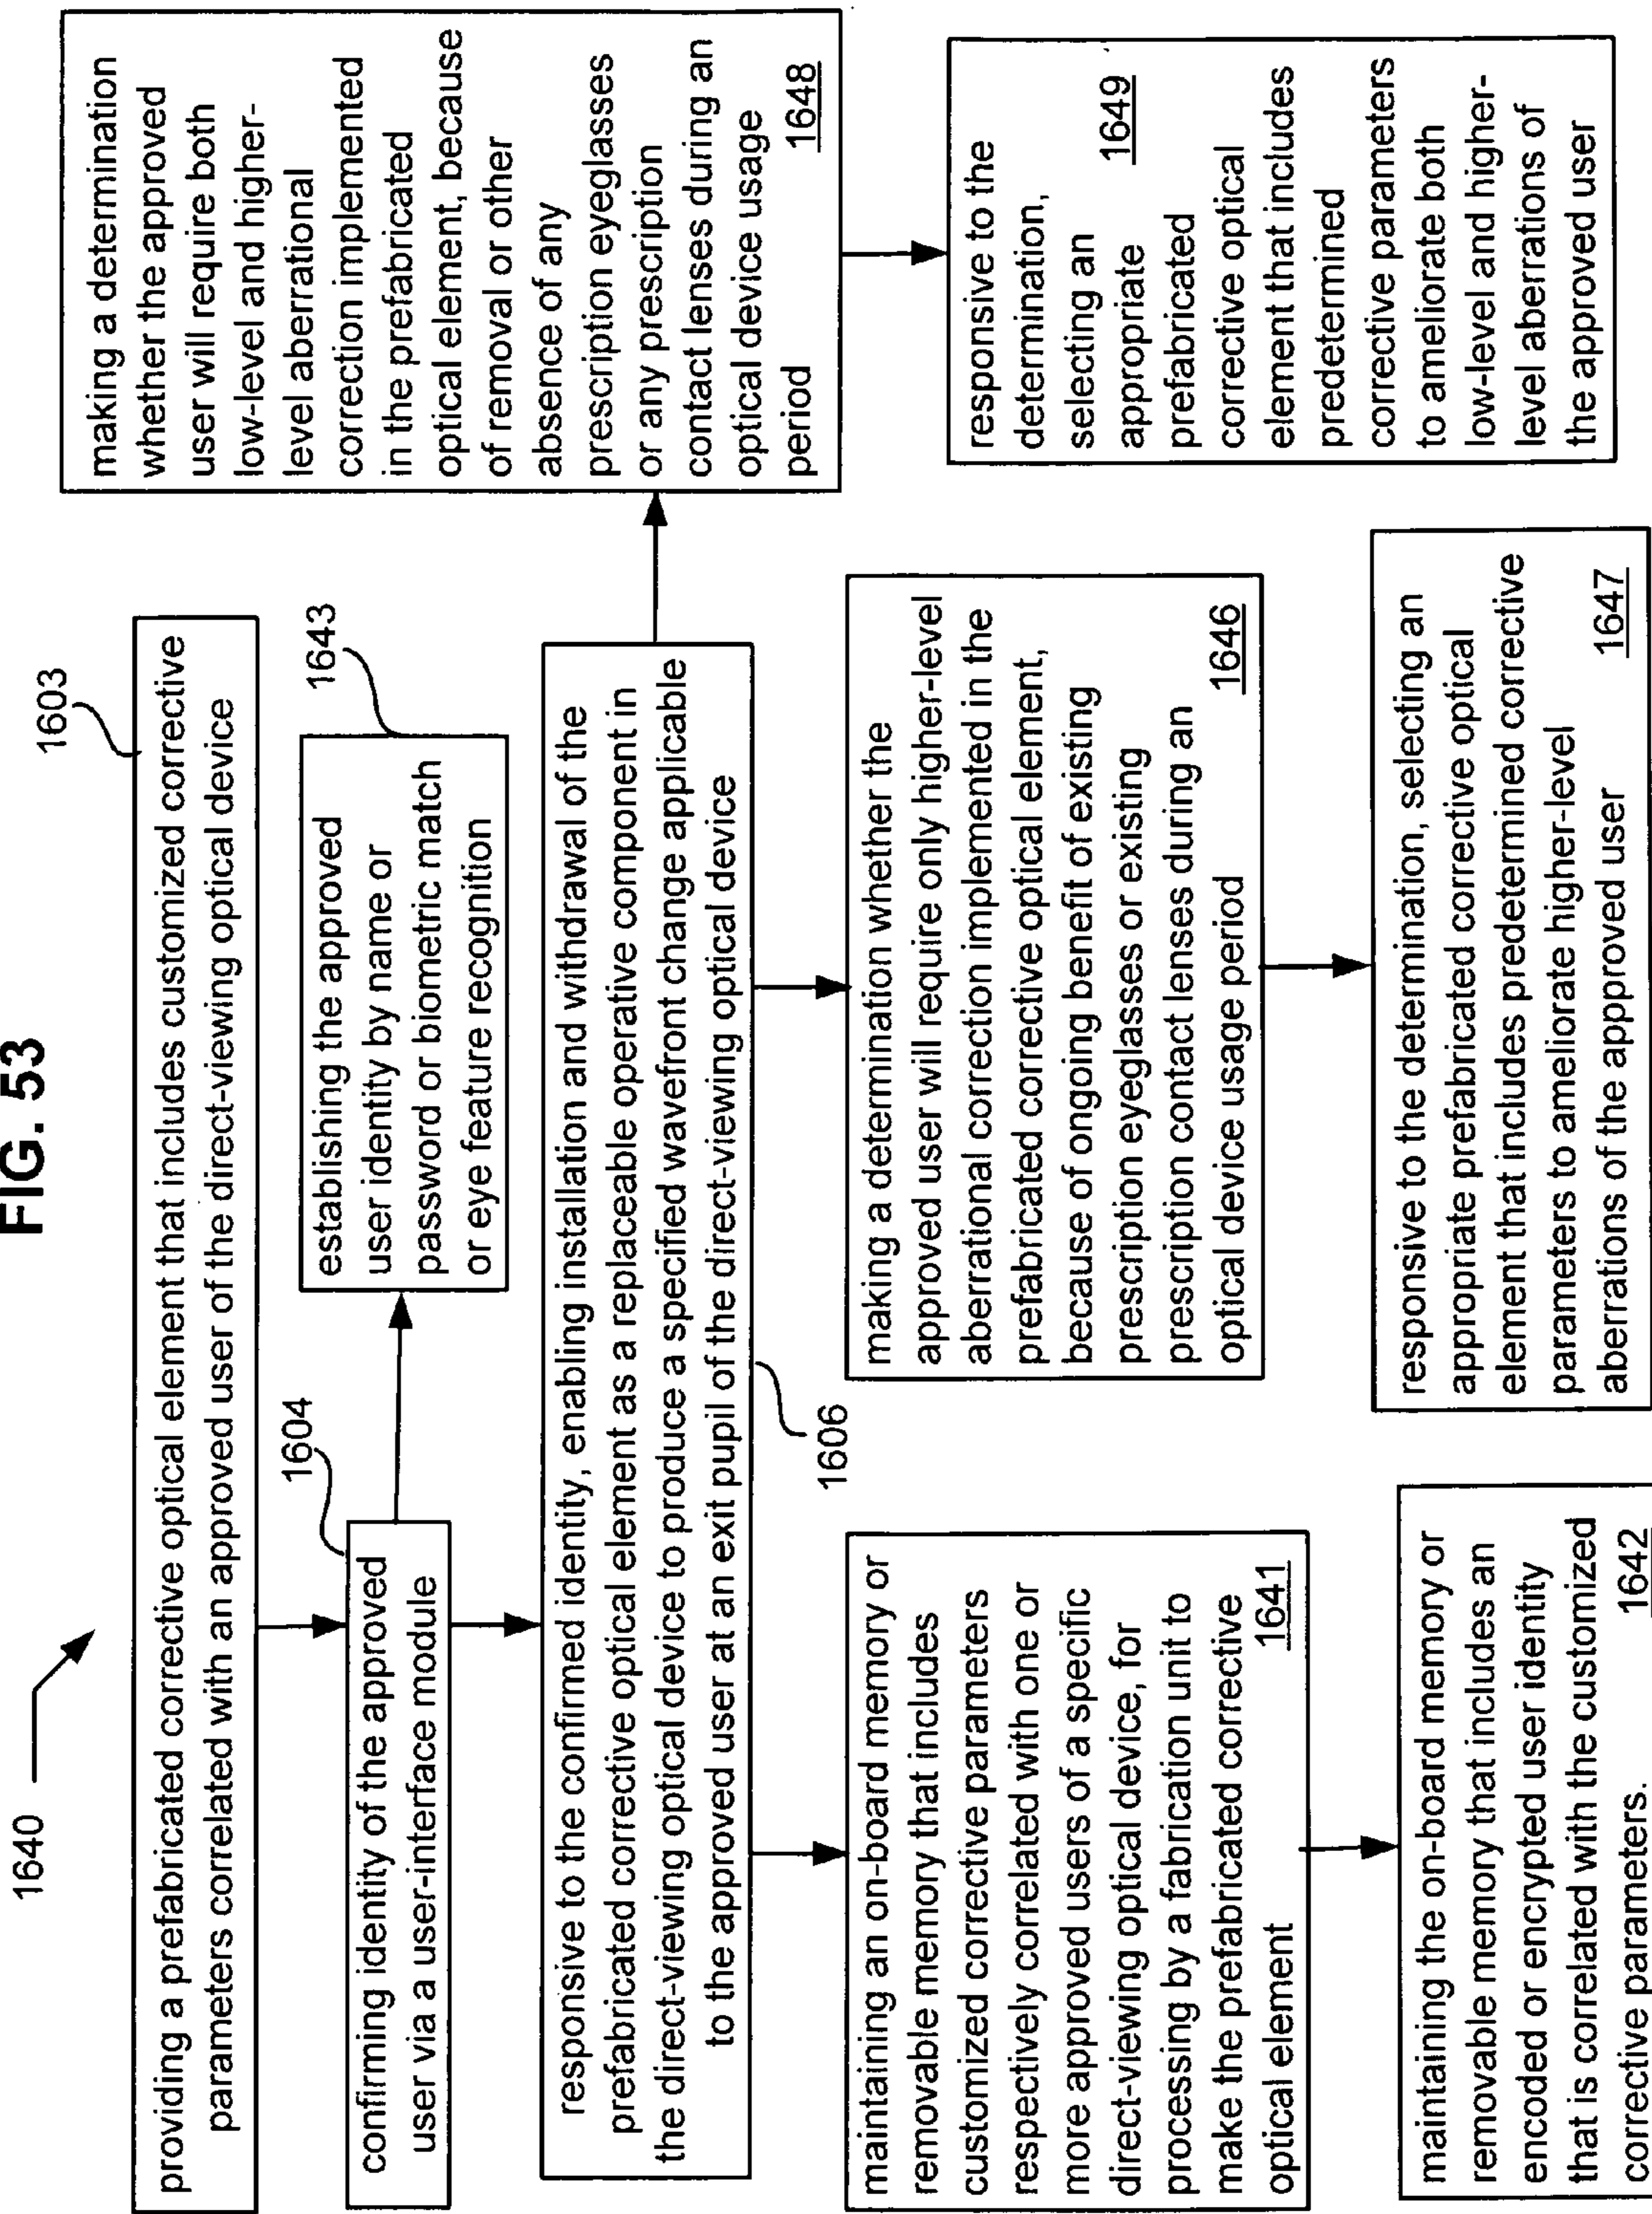 FIG. 53
1640
1603
providing a prefabricated corrective optical element that includes customized corrective
parameters correlated with an approved user of the direct-viewing optical device
1604
confirming identity of the approved
user via a user-interface module
1643
establishing the approved
user identity by name or
password or biometric match
or eye feature recognition
responsive to the confirmed identity, enabling installation and withdrawal of the
prefabricated corrective optical element as a replaceable operative component in
the direct-viewing optical device to produce a specified wavefront change applicable
to the approved user at an exit pupil of the direct-viewing optical device
1606
maintaining an on-board memory or
removable memory that includes
customized corrective parameters
respectively correlated with one or
more approved users of a specific
direct-viewing optical device, for
processing by a fabrication unit to
make the prefabricated corrective
optical element
1641
maintaining the on-board memory or
removable memory that includes an
encoded or encrypted user identity
that is correlated with the customized
corrective parameters.
1642
making a determination whether the
approved user will require only higher-level
aberrational correction implemented in the
prefabricated corrective optical element,
because of ongoing benefit of existing
prescription eyeglasses or existing
prescription contact lenses during an
optical device usage period
1646
responsive to the determination, selecting an
appropriate prefabricated corrective optical
element that includes predetermined corrective
parameters to ameliorate higher-level
aberrations of the approved user
1647
making a determination
whether the approved
user will require both
low-level and higher-
level aberrational
correction implemented
in the prefabricated
optical element, because
of removal or other
absence of any
prescription eyeglasses
or any prescription
contact lenses during an
optical device usage
period
1648
responsive to the
determination,
selecting an
appropriate
prefabricated
corrective optical
element that includes
predetermined
corrective parameters
to ameliorate both
low-level and higher-
level aberrations of
the approved user
1649